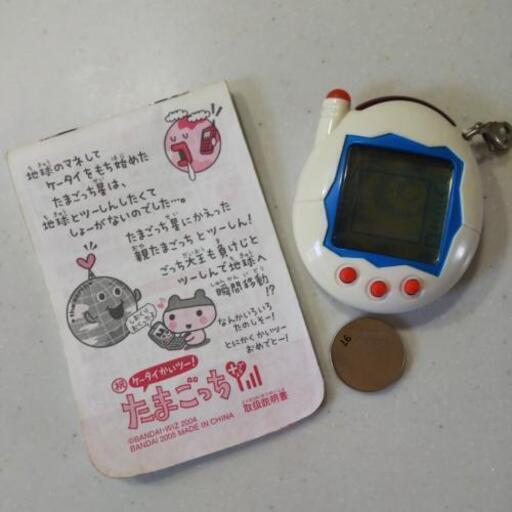 地球のマネして
ケータイをもち始めた
たまごっち星は、
地球とツーしんしたくて
しょーがないのでした…。
たまごっち星にかえった
親たまごっちとツーしん!
ごっち大王も負けじと
ツーしんで地球へ
瞬間移動!?
なんかいろいろ
たのしそー!
とにかくかいツー
おめでとー!
祝ケータイかいツー!
たまごっちプラス
取扱説明書
©BANDAI・WiZ 2004
BANDAI 2005 MADE IN CHINA
97